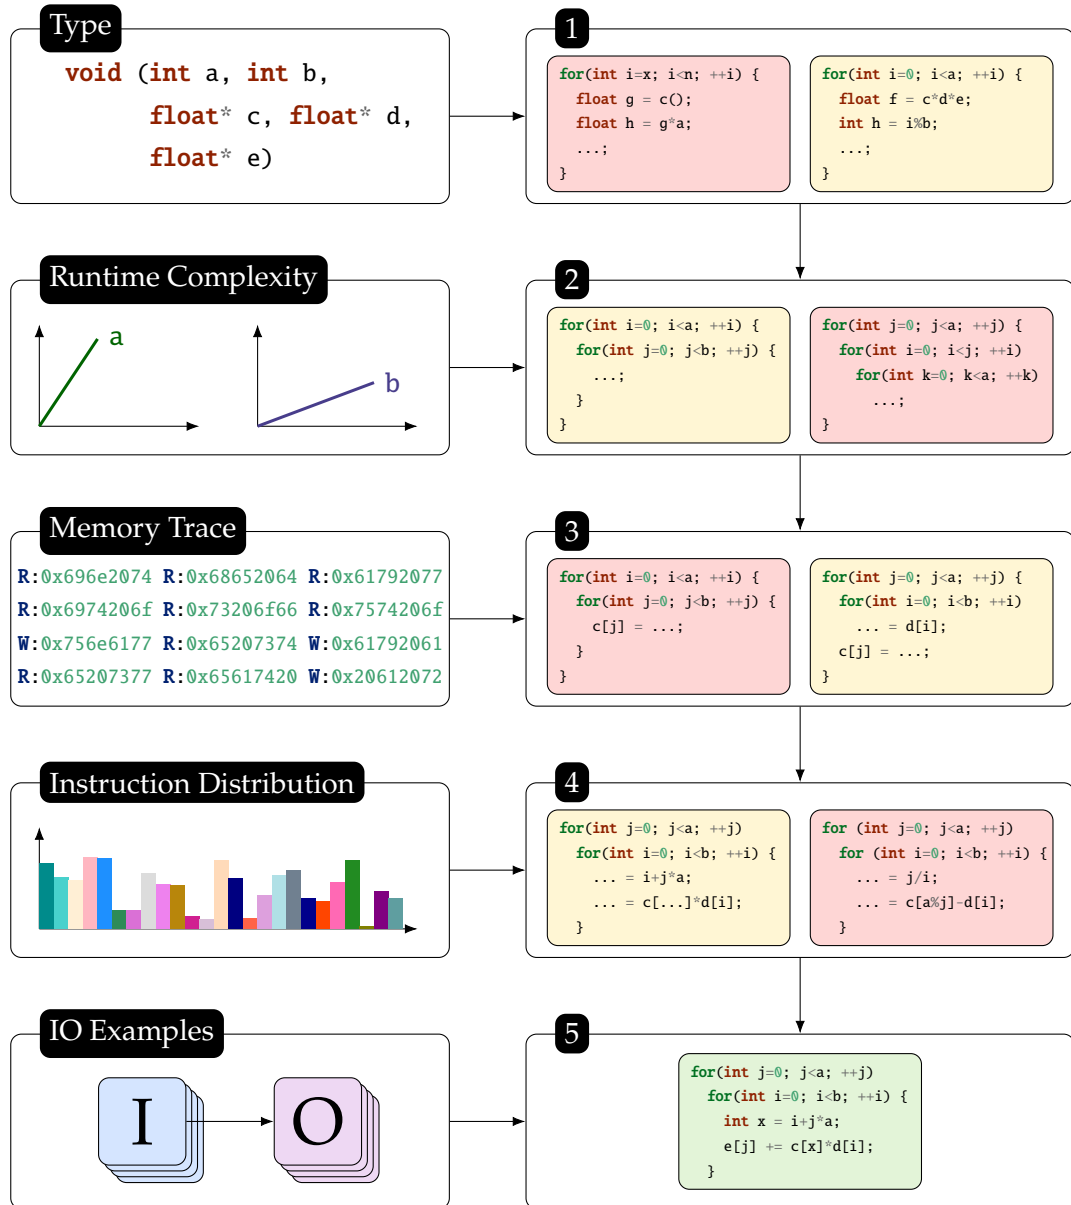 Type
void (int a, int b,
float* c, float* d,
float* e)
1
for(int i=x; i<n; ++i) {
float g = c();
float h = g*a;
...;
}
for(int i=0; i<a; ++i) {
float f = c*d*e;
int h = i%b;
...;
}
Runtime Complexity
a
b
2
for(int i=0; i<a; ++i) {
for(int j=0; j<b; ++j) {
...;
}
}
for(int j=0; j<a; ++j) {
for(int i=0; i<j; ++i)
for(int k=0; k<a; ++k)
...;
}
Memory Trace
R:0x696e2074 R:0x68652064 R:0x61792077
R:0x6974206f R:0x73206f66 R:0x7574206f
W:0x756e6177 R:0x65207374 W:0x61792061
R:0x65207377 R:0x65617420 W:0x20612072
3
for(int i=0; i<a; ++i) {
for(int j=0; j<b; ++j) {
c[j] = ...;
}
}
for(int j=0; j<a; ++j) {
for(int i=0; i<b; ++i)
... = d[i];
c[j] = ...;
}
Instruction Distribution
4
for(int j=0; j<a; ++j)
for(int i=0; i<b; ++i) {
... = i+j*a;
... = c[...]*d[i];
}
for (int j=0; j<a; ++j)
for (int i=0; i<b; ++i) {
... = j/i;
... = c[a%j]-d[i];
}
IO Examples
I
O
5
for(int j=0; j<a; ++j)
for(int i=0; i<b; ++i) {
int x = i+j*a;
e[j] += c[x]*d[i];
}